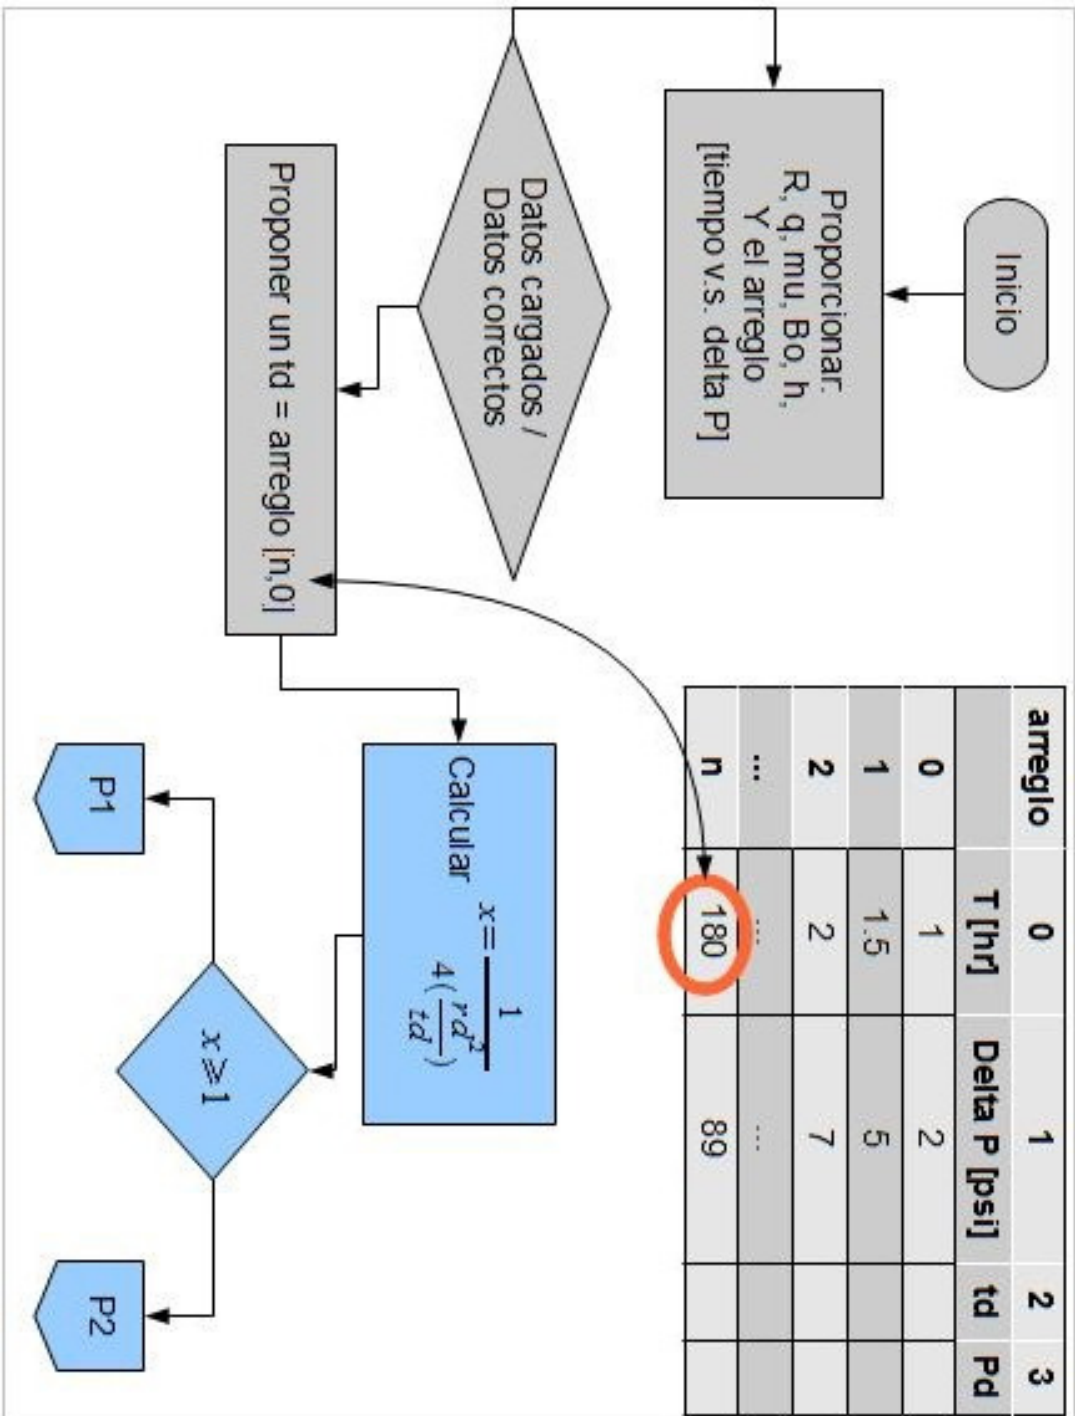 Inicio
Proporcionar:
R, q, mu, Bo, h,
Y el arreglo
[tiempo v.s. delta P]
Datos cargados /
Datos correctos
Proponer un td = arreglo [n,0]
arreglo 0 1 2 3
T [hr] Delta P [psi] td Pd
0 1 2
1 1.5 5
2 2 7
... ... ...
n 180 89
Calcular x = 1 / 4(rd² / td)
x ⩾ 1
P1
P2